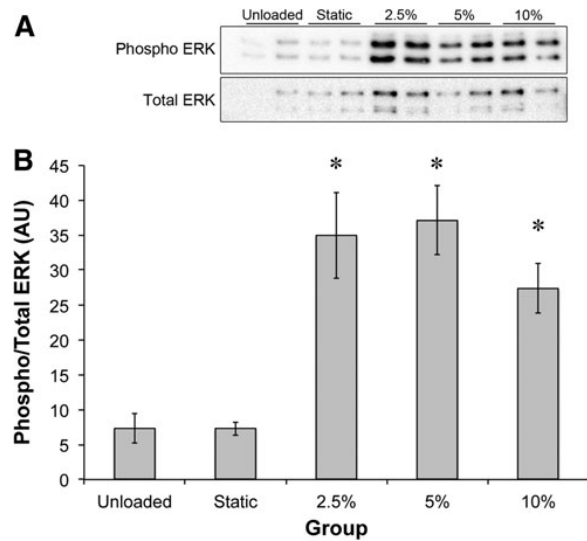 A
Unloaded Static 2.5% 5% 10%
Phospho ERK
Total ERK
B
Phospho/Total ERK (AU)
45
40
35
30
25
20
15
10
5
0
* * *
Unloaded Static 2.5% 5% 10%
Group